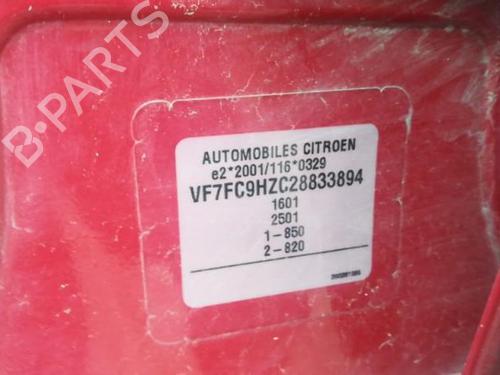 B-PARTS
AUTOMOBILES CITROEN
e2*2001/116*0329
VF7FC9HZC28833894
1601
2501
1-850
2-820